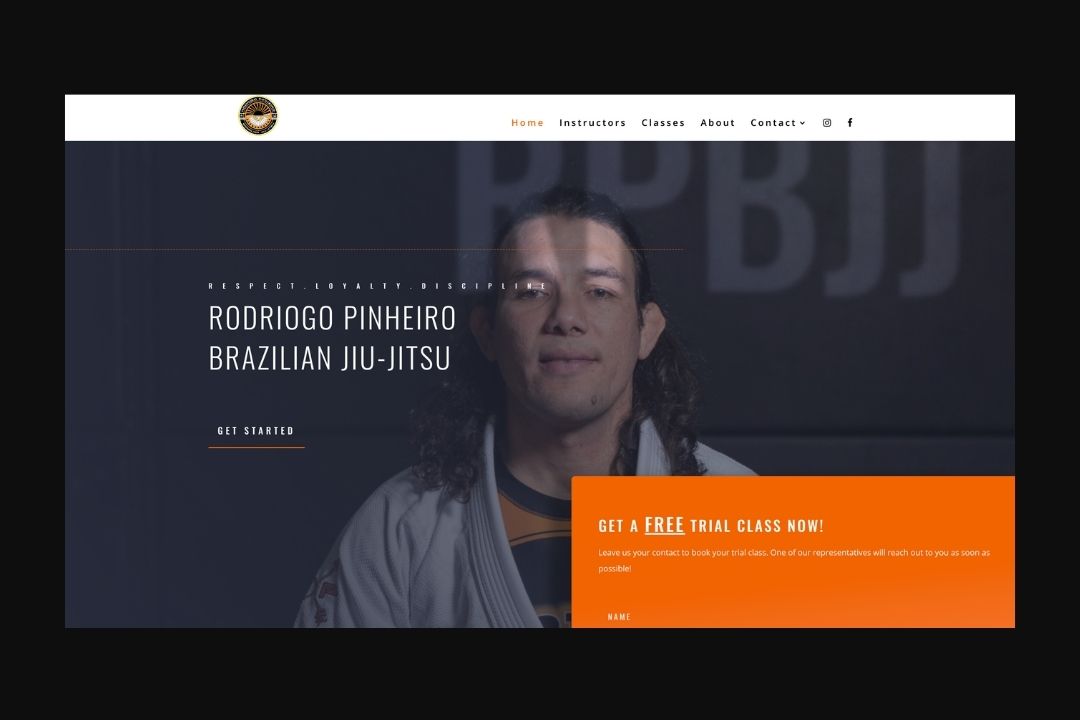 Home Instructors Classes About Contact
RPBJJ
RESPECT.LOYALTY.DISCIPLINE
RODRIOGO PINHEIRO
BRAZILIAN JIU-JITSU
GET STARTED
GET A FREE TRIAL CLASS NOW!
Leave us your contact to book your trial class. One of our representatives will reach out to you as soon as
possible!
NAME